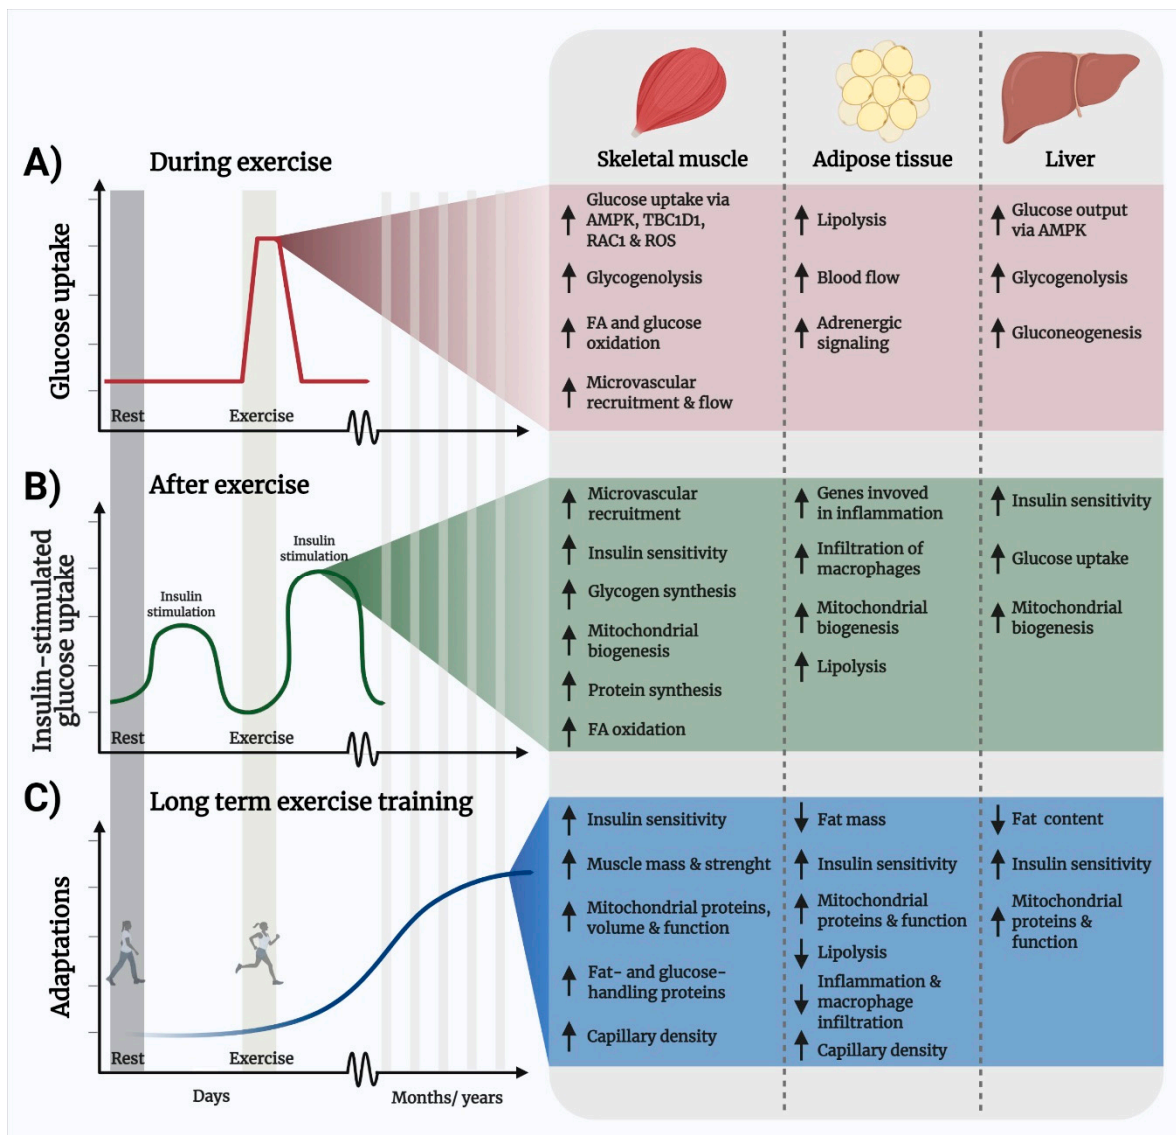 Skeletal muscle
Adipose tissue
Liver
A)
During exercise
Glucose uptake
Rest
Exercise
Glucose uptake via
AMPK, TBC1D1,
RAC1 & ROS
Glycogenolysis
FA and glucose
oxidation
Microvascular
recruitment & flow
Lipolysis
Blood flow
Adrenergic
signaling
Glucose output
via AMPK
Glycogenolysis
Gluconeogenesis
B)
After exercise
Insulin-stimulated
glucose uptake
Insulin
stimulation
Insulin
stimulation
Rest
Exercise
Microvascular
recruitment
Insulin sensitivity
Glycogen synthesis
Mitochondrial
biogenesis
Protein synthesis
FA oxidation
Genes invoved
in inflammation
Infiltration of
macrophages
Mitochondrial
biogenesis
Lipolysis
Insulin sensitivity
Glucose uptake
Mitochondrial
biogenesis
C)
Long term exercise training
Adaptations
Rest
Exercise
Days
Months/ years
Insulin sensitivity
Muscle mass & strenght
Mitochondrial proteins,
volume & function
Fat- and glucose-
handling proteins
Capillary density
Fat mass
Insulin sensitivity
Mitochondrial
proteins & function
Lipolysis
Inflammation &
macrophage
infiltration
Capillary density
Fat content
Insulin sensitivity
Mitochondrial
proteins &
function